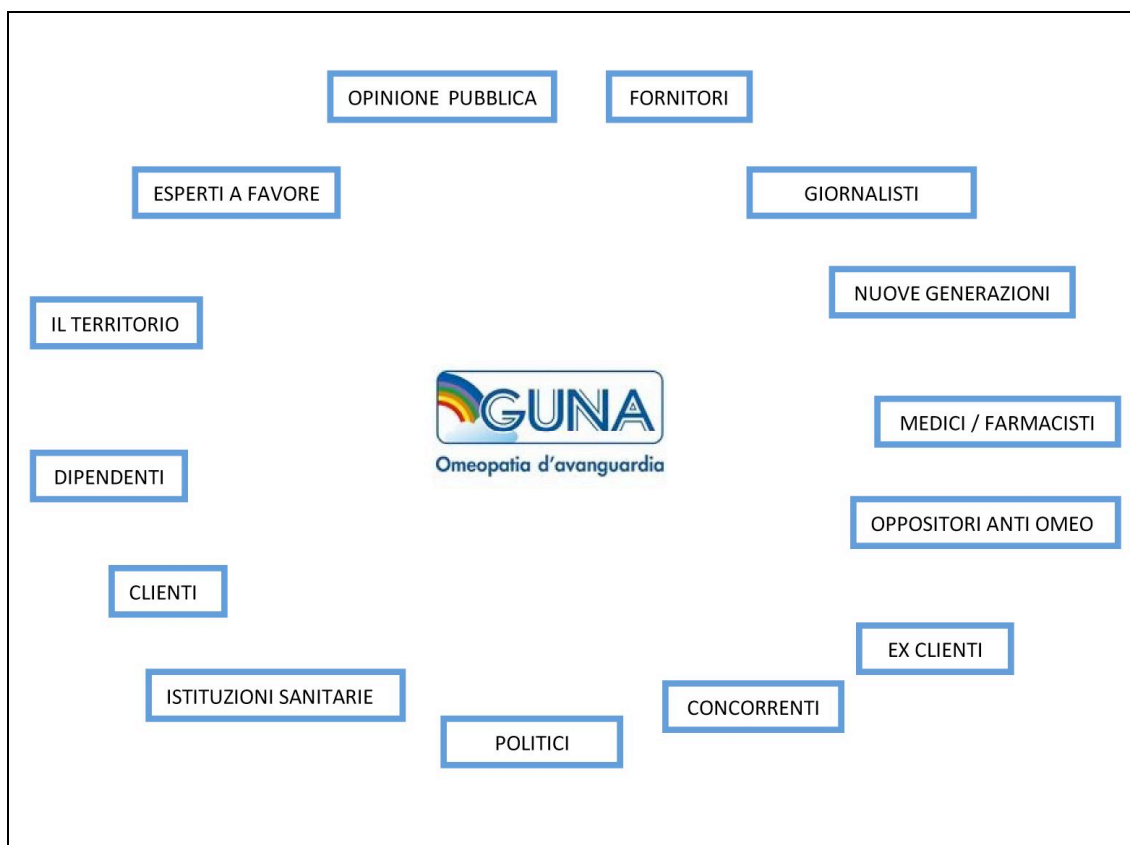 OPINIONE PUBBLICA
FORNITORI
ESPERTI A FAVORE
GIORNALISTI
NUOVE GENERAZIONI
IL TERRITORIO
GUNA
Omeopatia d'avanguardia
MEDICI / FARMACISTI
DIPENDENTI
OPPOSITORI ANTI OMEO
CLIENTI
EX CLIENTI
ISTITUZIONI SANITARIE
CONCORRENTI
POLITICI